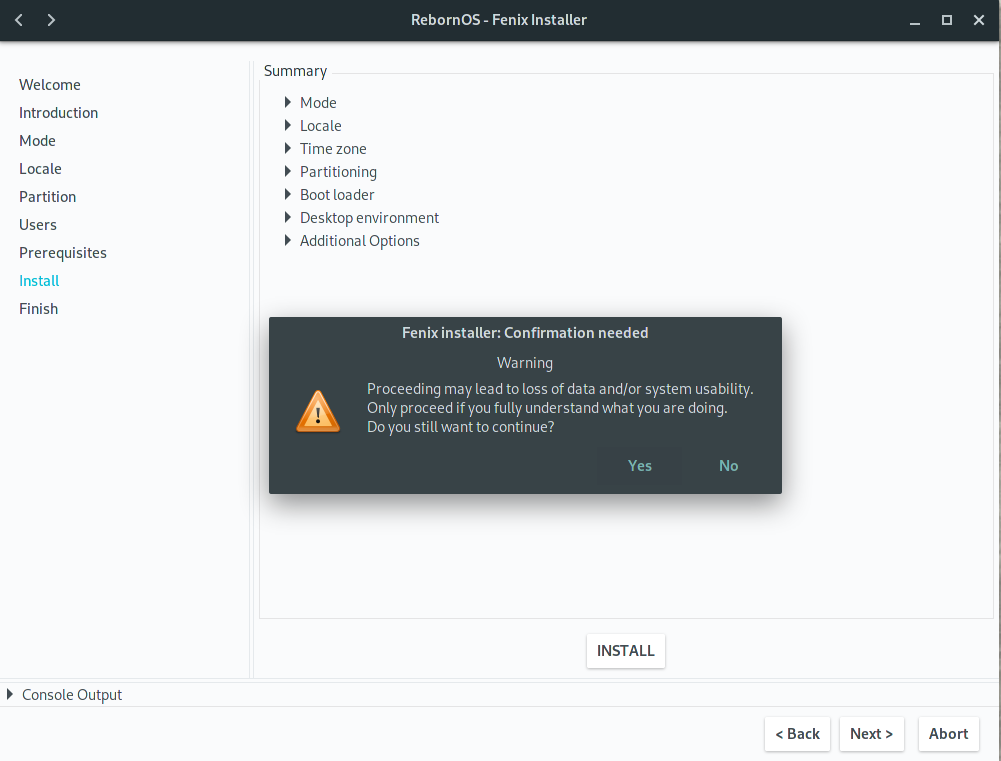 RebornOS - Fenix Installer
Welcome
Introduction
Mode
Locale
Partition
Users
Prerequisites
Install
Finish
Summary
Mode
Locale
Time zone
Partitioning
Boot loader
Desktop environment
Additional Options
Fenix installer: Confirmation needed
Warning
Proceeding may lead to loss of data and/or system usability.
Only proceed if you fully understand what you are doing.
Do you still want to continue?
Yes No
INSTALL
Console Output
< Back Next > Abort